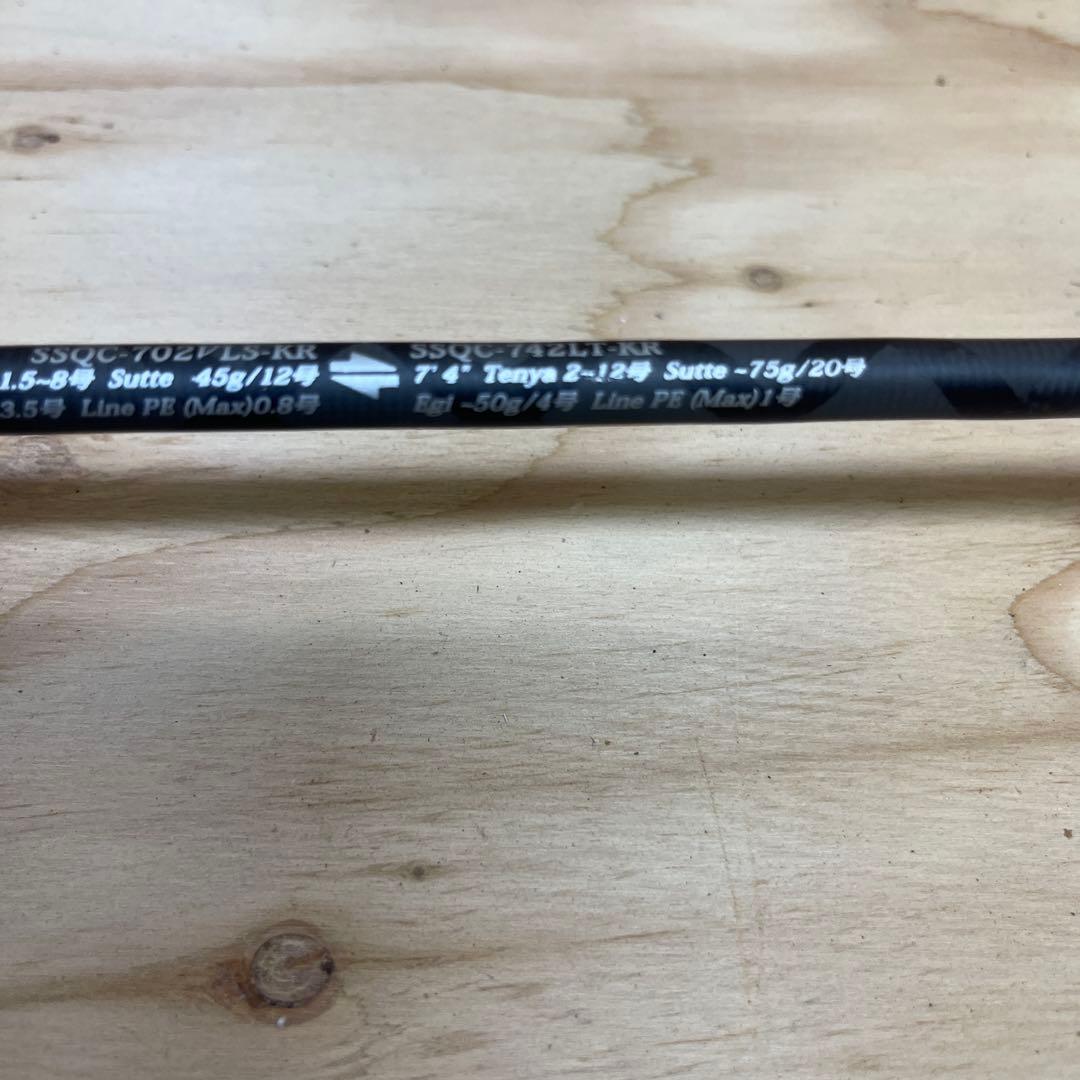 SSQC-702VLS-KR
1.5~8号 Sutte 45g/12号
3.5号 Line PE (Max)0.8号
SSQC-742LT-KR
7'4" Tenya 2~12号 Sutte ~75g/20号
Egi ~50g/4号 Line PE (Max)1号